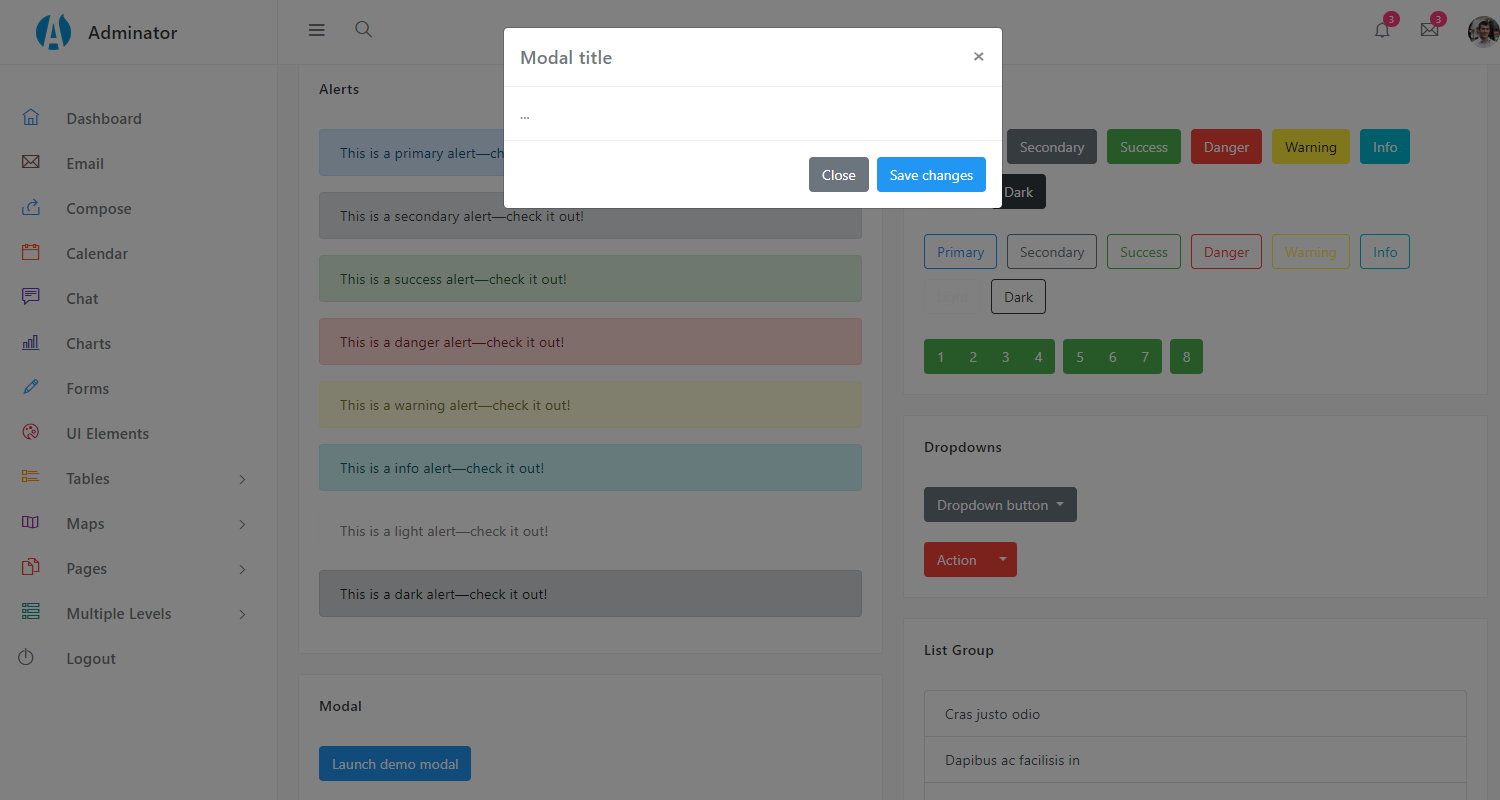 Adminator
3
3
Modal title
×
...
Close
Save changes
Dashboard
Email
Compose
Calendar
Chat
Charts
Forms
UI Elements
Tables
Maps
Pages
Multiple Levels
Logout
Alerts
This is a primary alert—ch
This is a secondary alert—check it out!
This is a success alert—check it out!
This is a danger alert—check it out!
This is a warning alert—check it out!
This is a info alert—check it out!
This is a light alert—check it out!
This is a dark alert—check it out!
Modal
Launch demo modal
Secondary Success Danger Warning Info
Dark
Primary Secondary Success Danger Warning Info
Dark
1 2 3 4 5 6 7 8
Dropdowns
Dropdown button
Action
List Group
Cras justo odio
Dapibus ac facilisis in